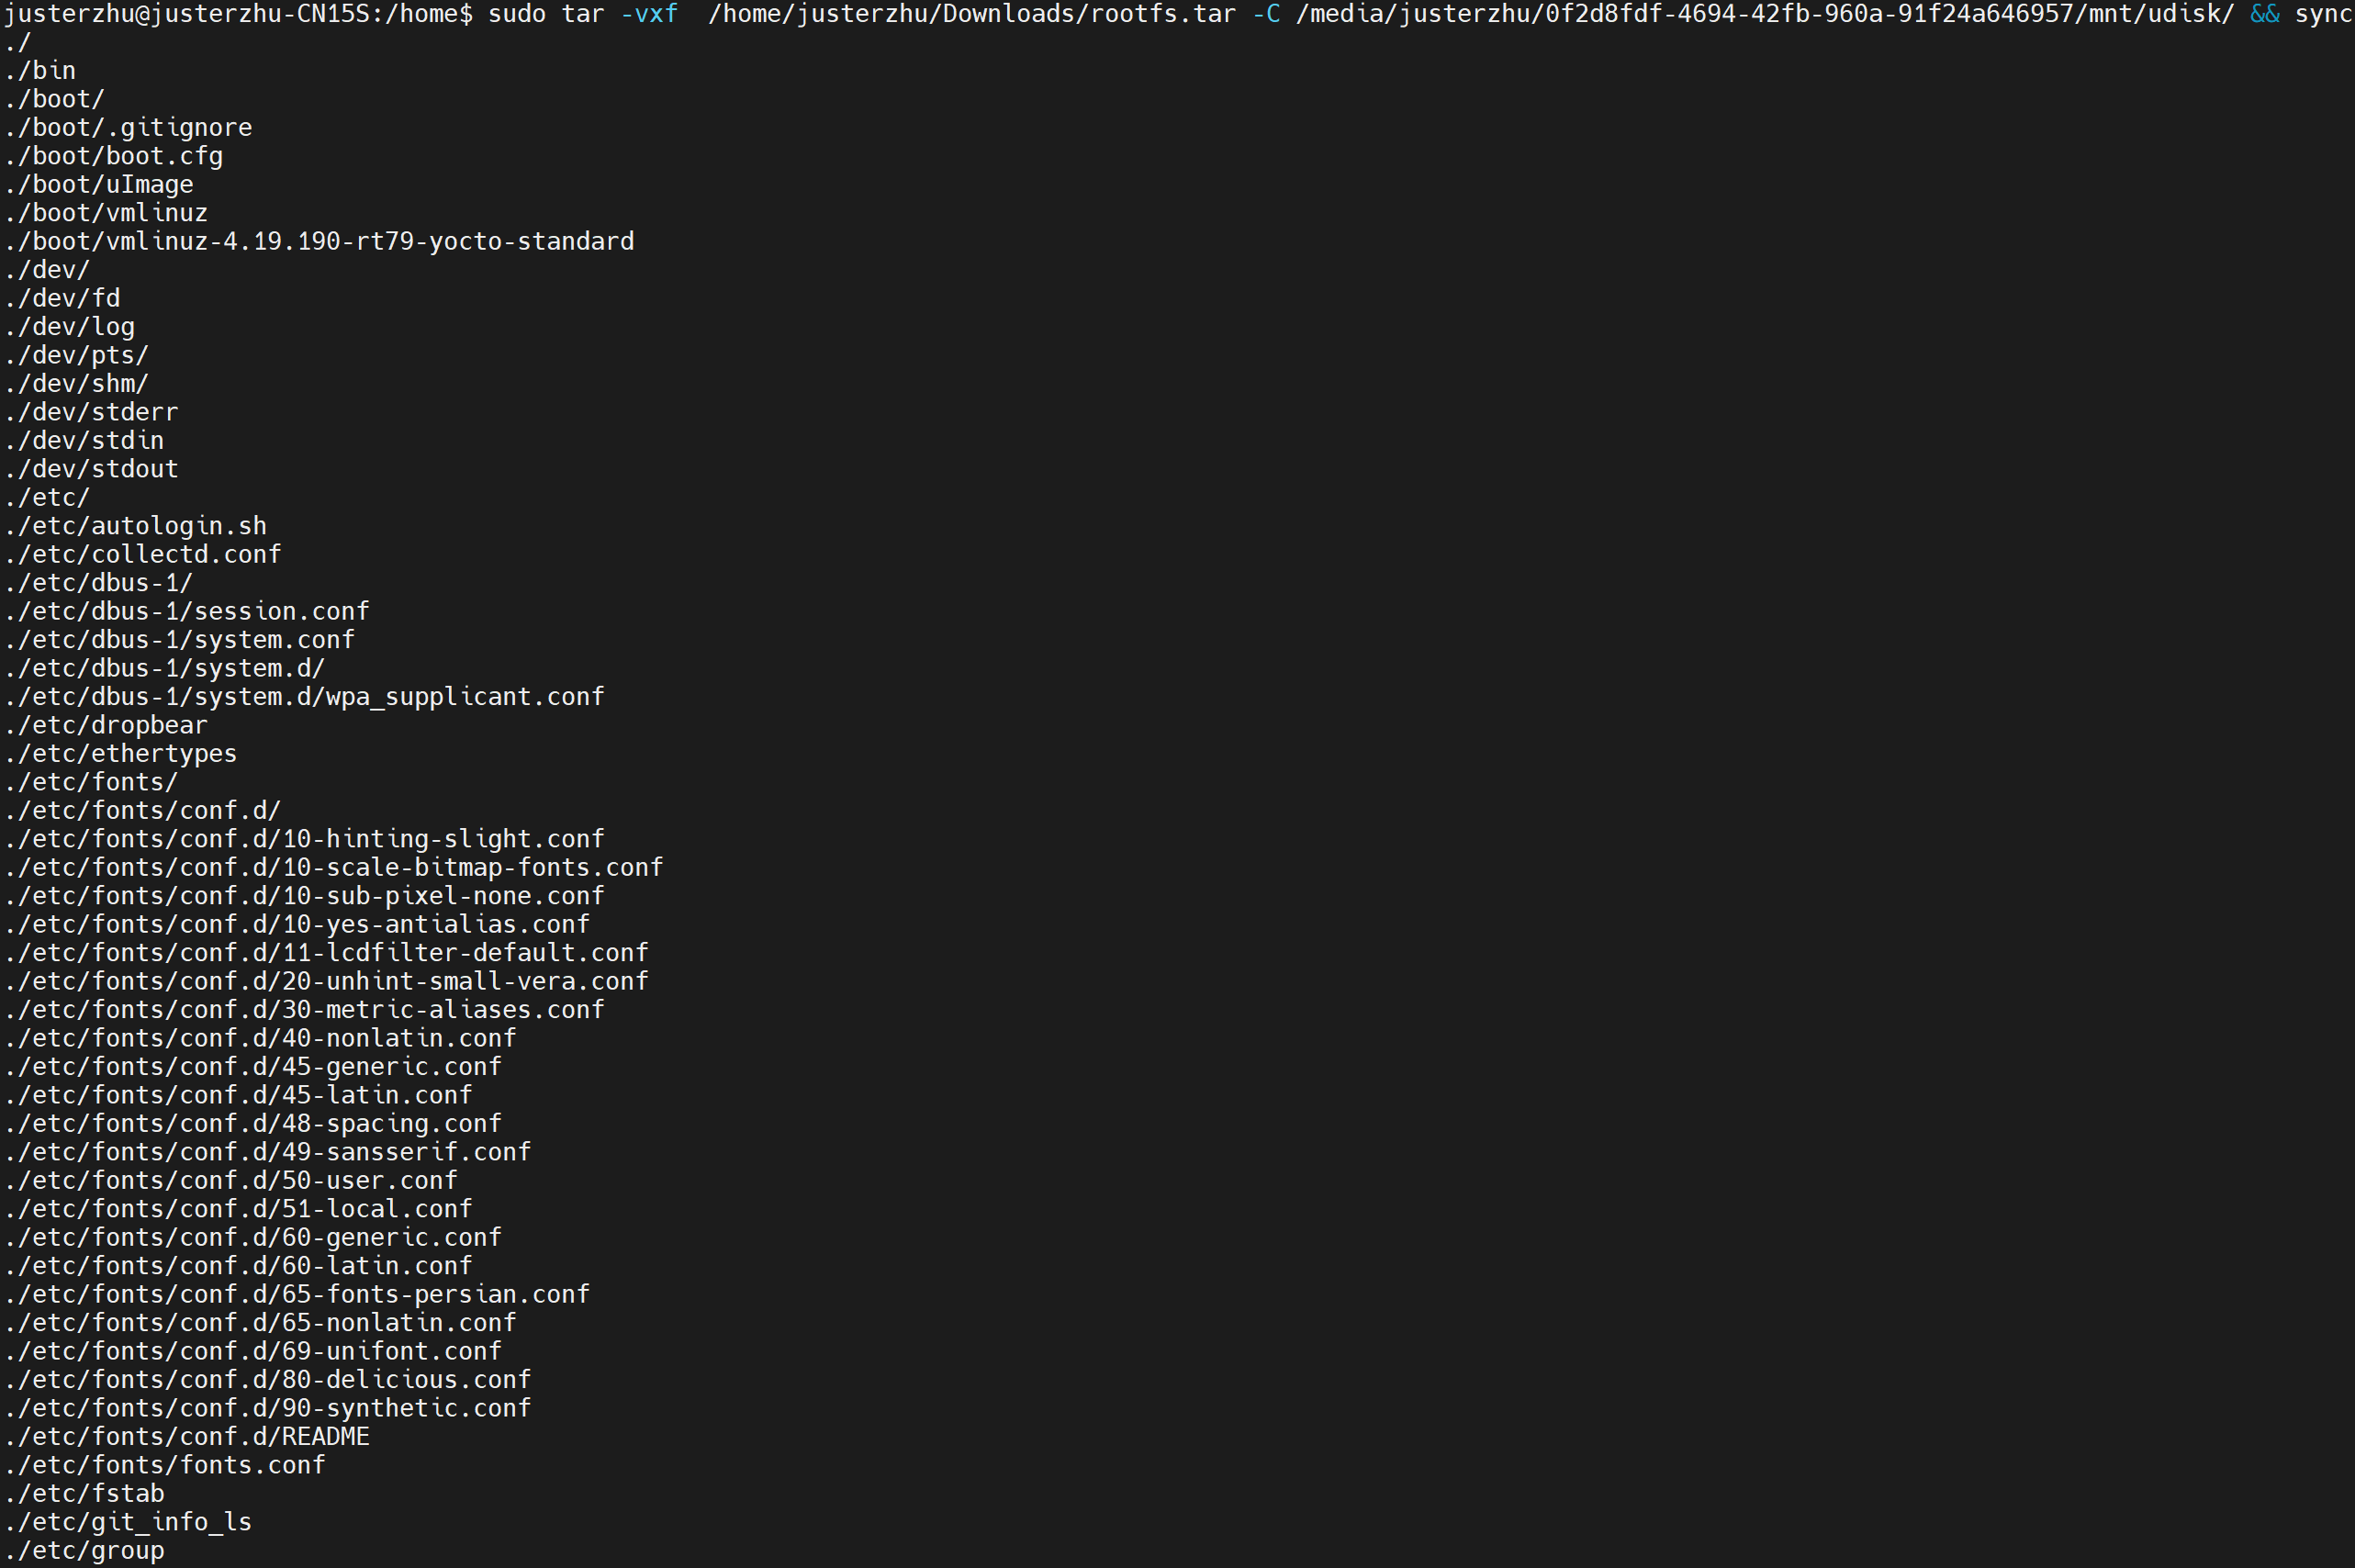 justerzhu@justerzhu-CN15S:/home$ sudo tar -vxf  /home/justerzhu/Downloads/rootfs.tar -C /media/justerzhu/0f2d8fdf-4694-42fb-960a-91f24a646957/mnt/udisk/ && sync
./
./bin
./boot/
./boot/.gitignore
./boot/boot.cfg
./boot/uImage
./boot/vmlinuz
./boot/vmlinuz-4.19.190-rt79-yocto-standard
./dev/
./dev/fd
./dev/log
./dev/pts/
./dev/shm/
./dev/stderr
./dev/stdin
./dev/stdout
./etc/
./etc/autologin.sh
./etc/collectd.conf
./etc/dbus-1/
./etc/dbus-1/session.conf
./etc/dbus-1/system.conf
./etc/dbus-1/system.d/
./etc/dbus-1/system.d/wpa_supplicant.conf
./etc/dropbear
./etc/ethertypes
./etc/fonts/
./etc/fonts/conf.d/
./etc/fonts/conf.d/10-hinting-slight.conf
./etc/fonts/conf.d/10-scale-bitmap-fonts.conf
./etc/fonts/conf.d/10-sub-pixel-none.conf
./etc/fonts/conf.d/10-yes-antialias.conf
./etc/fonts/conf.d/11-lcdfilter-default.conf
./etc/fonts/conf.d/20-unhint-small-vera.conf
./etc/fonts/conf.d/30-metric-aliases.conf
./etc/fonts/conf.d/40-nonlatin.conf
./etc/fonts/conf.d/45-generic.conf
./etc/fonts/conf.d/45-latin.conf
./etc/fonts/conf.d/48-spacing.conf
./etc/fonts/conf.d/49-sansserif.conf
./etc/fonts/conf.d/50-user.conf
./etc/fonts/conf.d/51-local.conf
./etc/fonts/conf.d/60-generic.conf
./etc/fonts/conf.d/60-latin.conf
./etc/fonts/conf.d/65-fonts-persian.conf
./etc/fonts/conf.d/65-nonlatin.conf
./etc/fonts/conf.d/69-unifont.conf
./etc/fonts/conf.d/80-delicious.conf
./etc/fonts/conf.d/90-synthetic.conf
./etc/fonts/conf.d/README
./etc/fonts/fonts.conf
./etc/fstab
./etc/git_info_ls
./etc/group